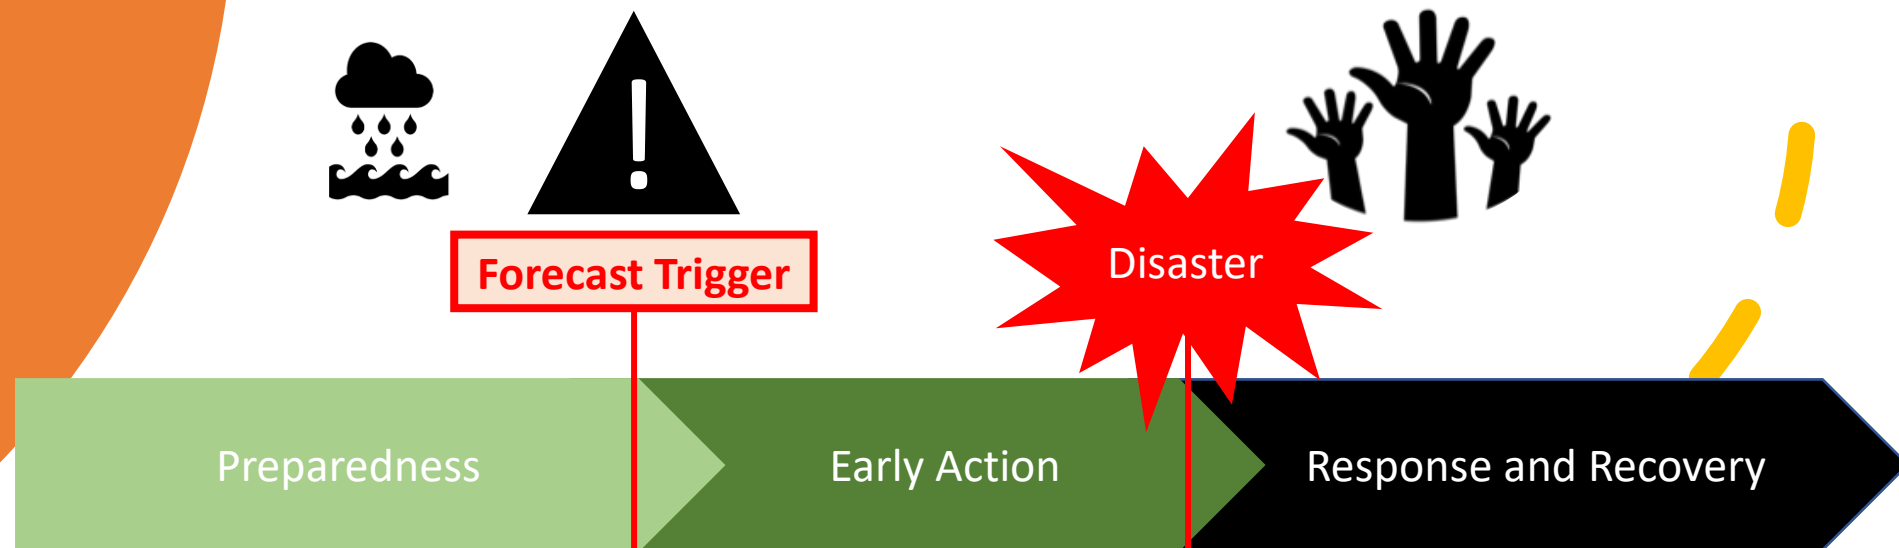 !
Forecast Trigger
Disaster
Preparedness
Early Action
Response and Recovery